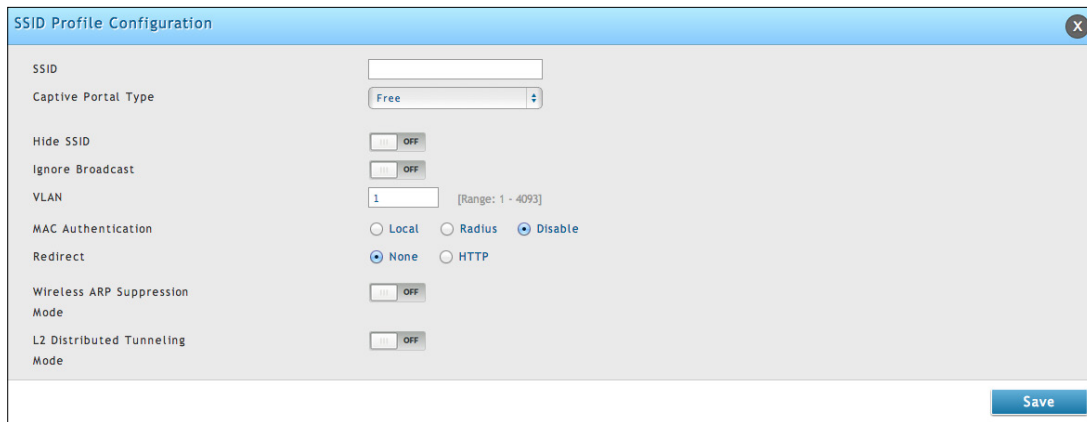 SSID Profile Configuration
X
SSID
Captive Portal Type Free
Hide SSID OFF
Ignore Broadcast OFF
VLAN 1 [Range: 1 - 4093]
MAC Authentication Local Radius Disable
Redirect None HTTP
Wireless ARP Suppression
Mode
OFF
L2 Distributed Tunneling
Mode
OFF
Save